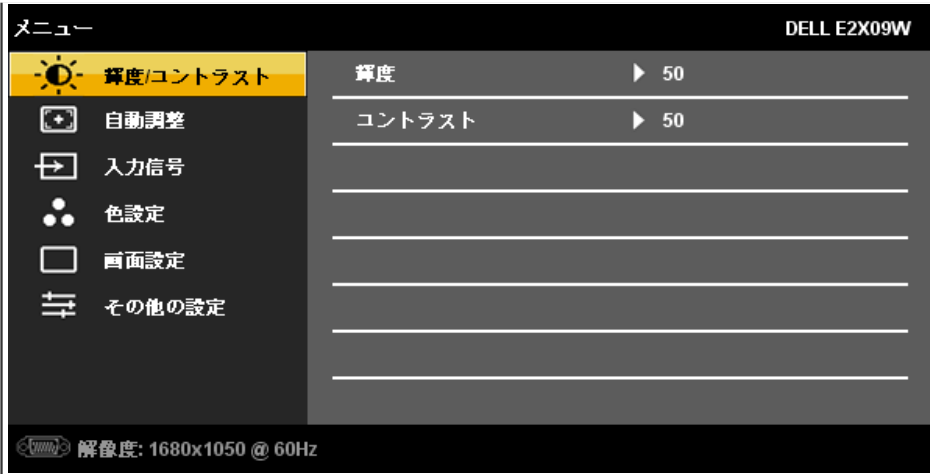 メニュー DELL E2X09W
輝度/コントラスト 輝度 50
自動調整 コントラスト 50
入力信号
色設定
画面設定
その他の設定
解像度: 1680x1050 @ 60Hz